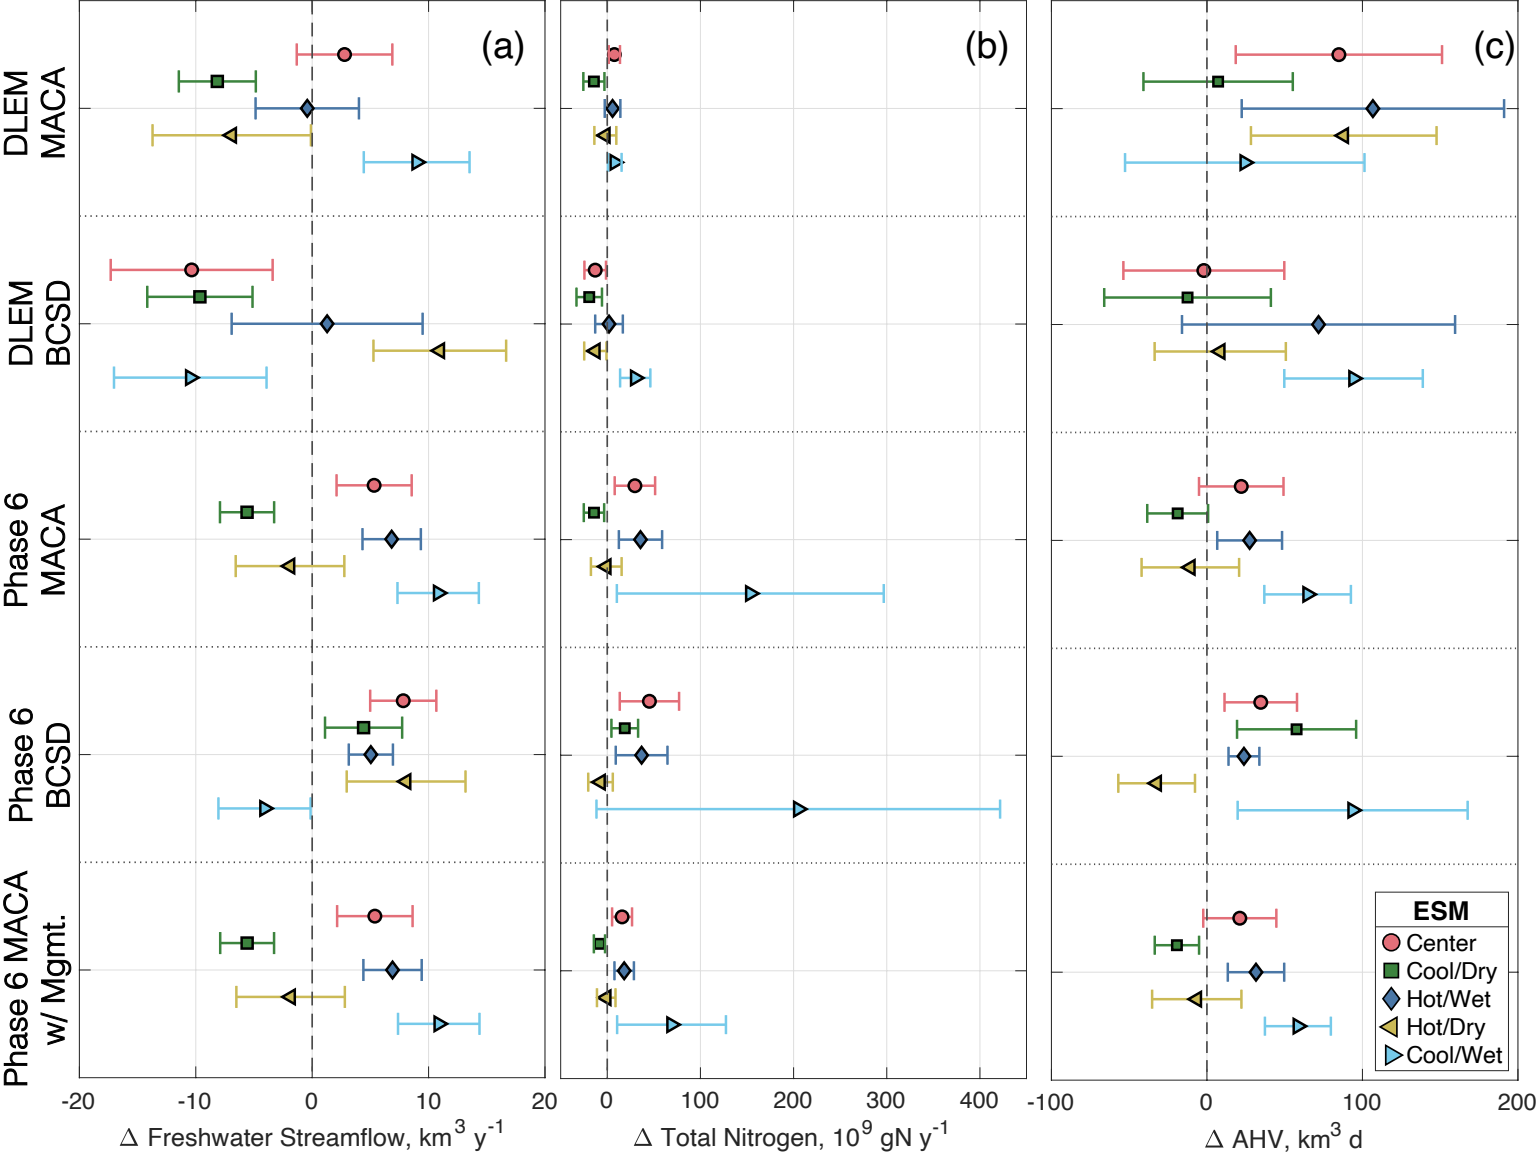 (a)
(b)
(c)
DLEM
MACA
DLEM
BCSD
Phase 6
MACA
Phase 6
BCSD
Phase 6 MACA
w/ Mgmt.
ESM
Center
Cool/Dry
Hot/Wet
Hot/Dry
Cool/Wet
-20 -10 0 10 20
0 100 200 300 400
-100 0 100 200
Δ Freshwater Streamflow, km³ y⁻¹
Δ Total Nitrogen, 10⁹ gN y⁻¹
Δ AHV, km³ d